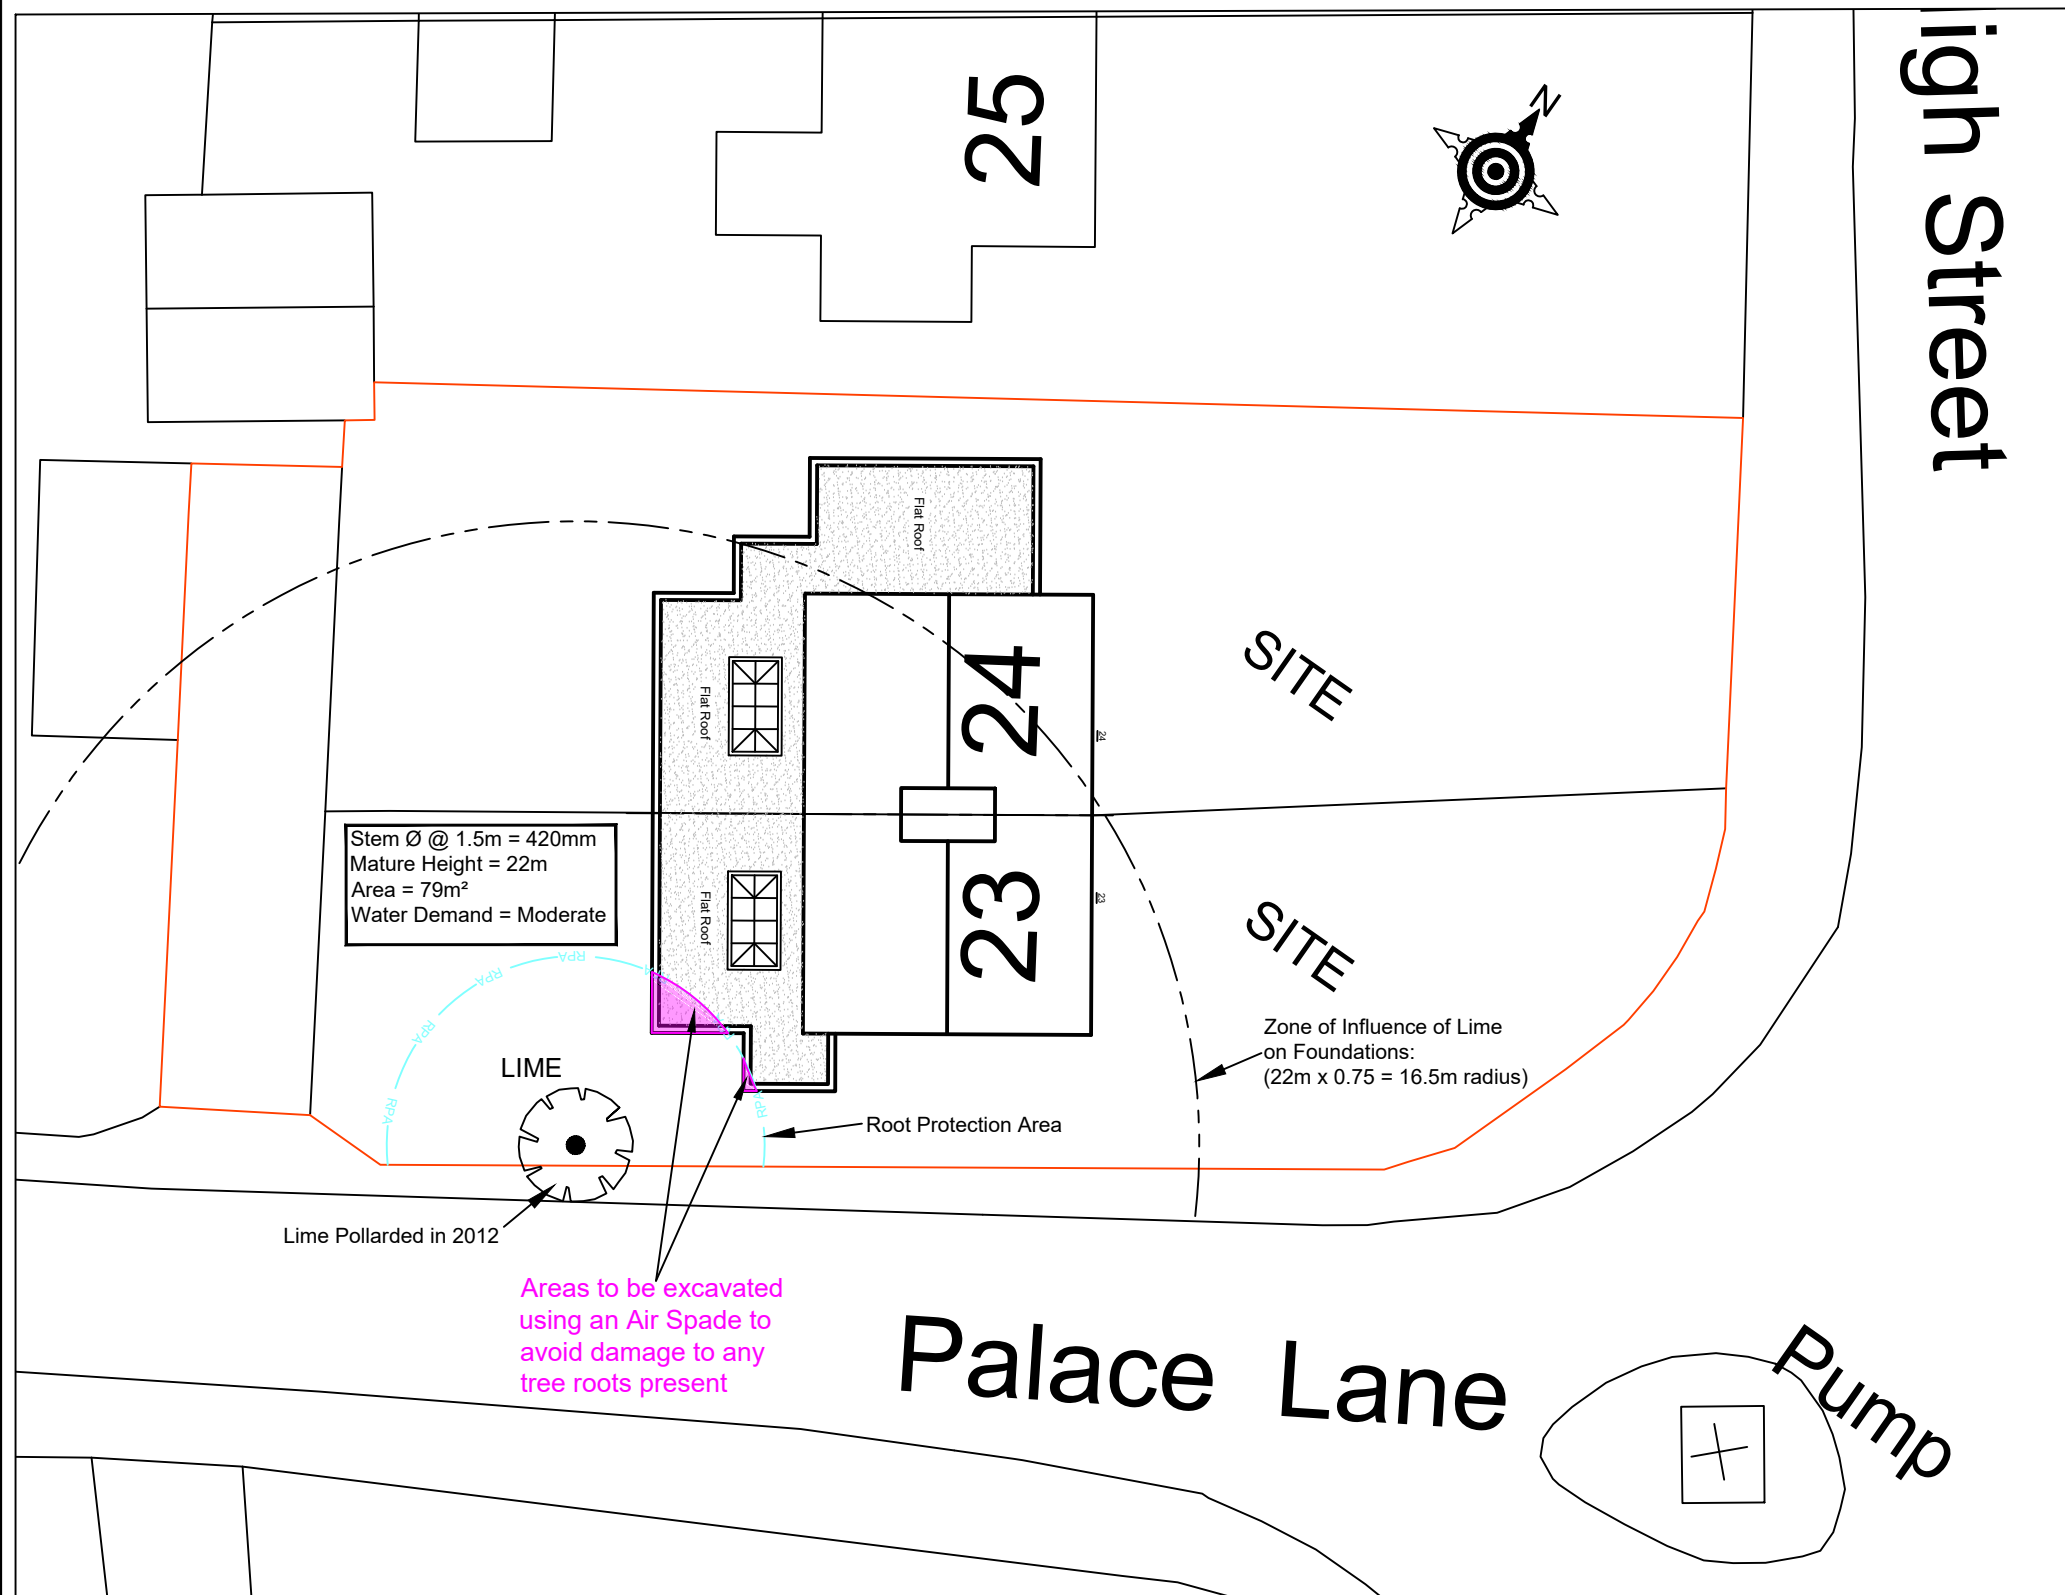 igh Street
25
N
Flat Roof
SITE
24
24
Flat Roof
Stem Ø @ 1.5m = 420mm
Mature Height = 22m
Area = 79m²
Water Demand = Moderate
23
23
Flat Roof
SITE
RPA
RPA
RPA
RPA
RPA
Zone of Influence of Lime
on Foundations:
(22m x 0.75 = 16.5m radius)
LIME
Root Protection Area
Lime Pollarded in 2012
Areas to be excavated
using an Air Spade to
avoid damage to any
tree roots present
Palace Lane
Pump